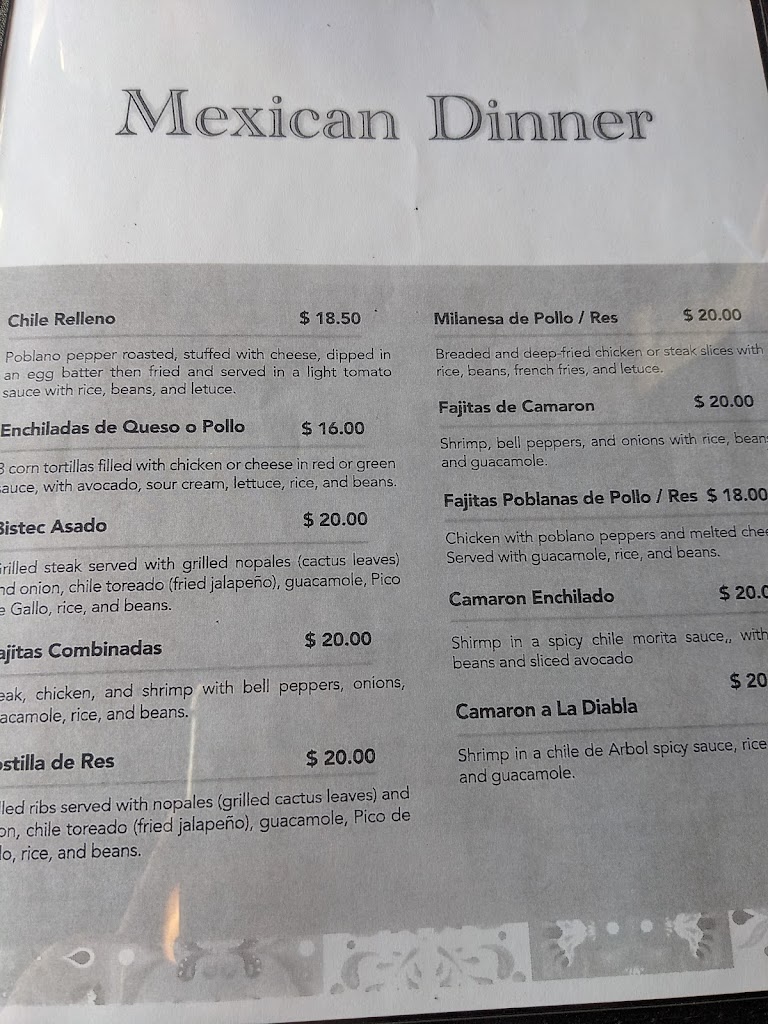 Mexican Dinner
Chile Relleno $ 18.50
Poblano pepper roasted, stuffed with cheese, dipped in
an egg batter then fried and served in a light tomato
sauce with rice, beans, and letuce.
Enchiladas de Queso o Pollo $ 16.00
3 corn tortillas filled with chicken or cheese in red or green
sauce, with avocado, sour cream, lettuce, rice, and beans.
Bistec Asado $ 20.00
rilled steak served with grilled nopales (cactus leaves)
nd onion, chile toreado (fried jalapeño), guacamole, Pico
e Gallo, rice, and beans.
ajitas Combinadas $ 20.00
eak, chicken, and shrimp with bell peppers, onions,
acamole, rice, and beans.
ostilla de Res $ 20.00
lled ribs served with nopales (grilled cactus leaves) and
on, chile toreado (fried jalapeño), guacamole, Pico de
lo, rice, and beans.
Milanesa de Pollo / Res $ 20.00
Breaded and deep-fried chicken or steak slices with
rice, beans, french fries, and letuce.
Fajitas de Camaron $ 20.00
Shrimp, bell peppers, and onions with rice, bean
and guacamole.
Fajitas Poblanas de Pollo / Res $ 18.00
Chicken with poblano peppers and melted chee
Served with guacamole, rice, and beans.
Camaron Enchilado $ 20.0
Shirmp in a spicy chile morita sauce,, with
beans and sliced avocado
Camaron a La Diabla $ 20
Shrimp in a chile de Arbol spicy sauce, rice
and guacamole.